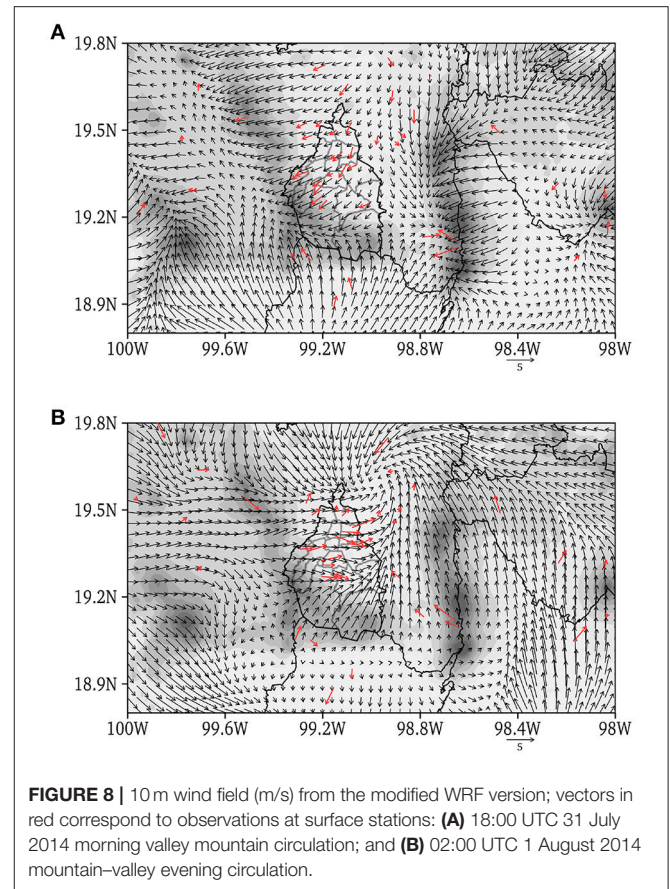 A
19.8N
19.5N
19.2N
18.9N
100W 99.6W 99.2W 98.8W 98.4W 98W
5
B
19.8N
19.5N
19.2N
18.9N
100W 99.6W 99.2W 98.8W 98.4W 98W
5
FIGURE 8 | 10 m wind field (m/s) from the modified WRF version; vectors in
red correspond to observations at surface stations: (A) 18:00 UTC 31 July
2014 morning valley mountain circulation; and (B) 02:00 UTC 1 August 2014
mountain–valley evening circulation.